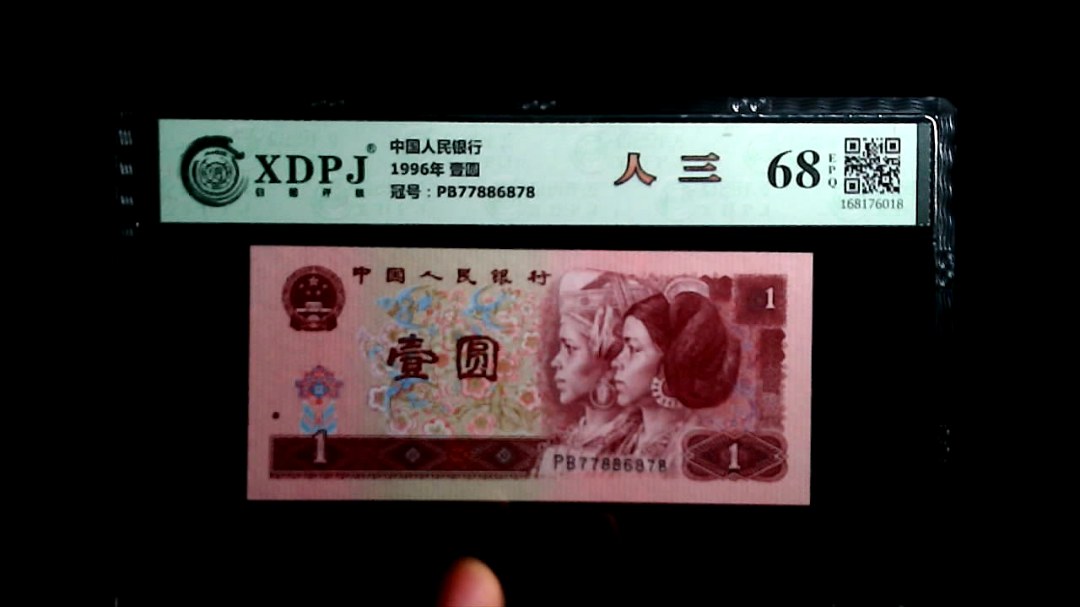 XDPJ®
中国人民银行
1996年 壹圆
冠号：PB77886878
人 三
68
EPQ
168176018
中国人民银行
1
壹圆
1
PB77886878
1